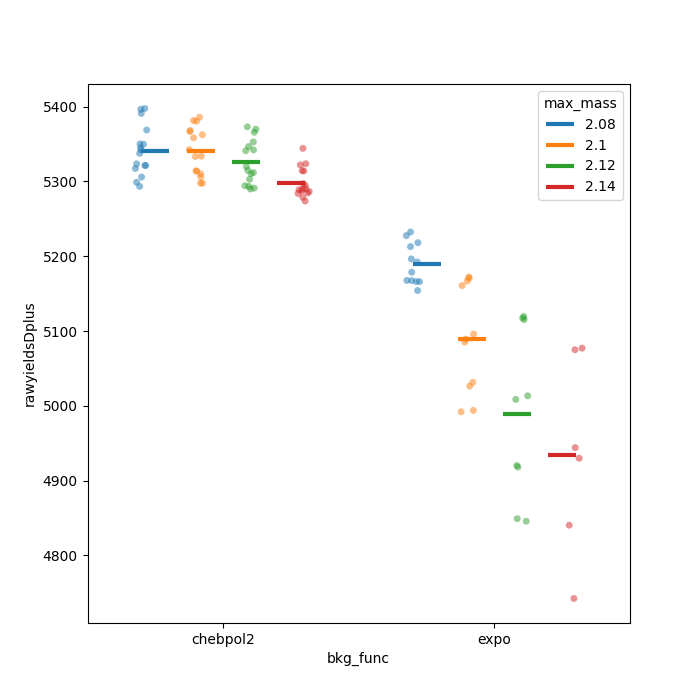 max_mass
2.08
2.1
2.12
2.14
5400
5300
5200
5100
5000
4900
4800
rawyieldsDplus
chebpol2
expo
bkg_func